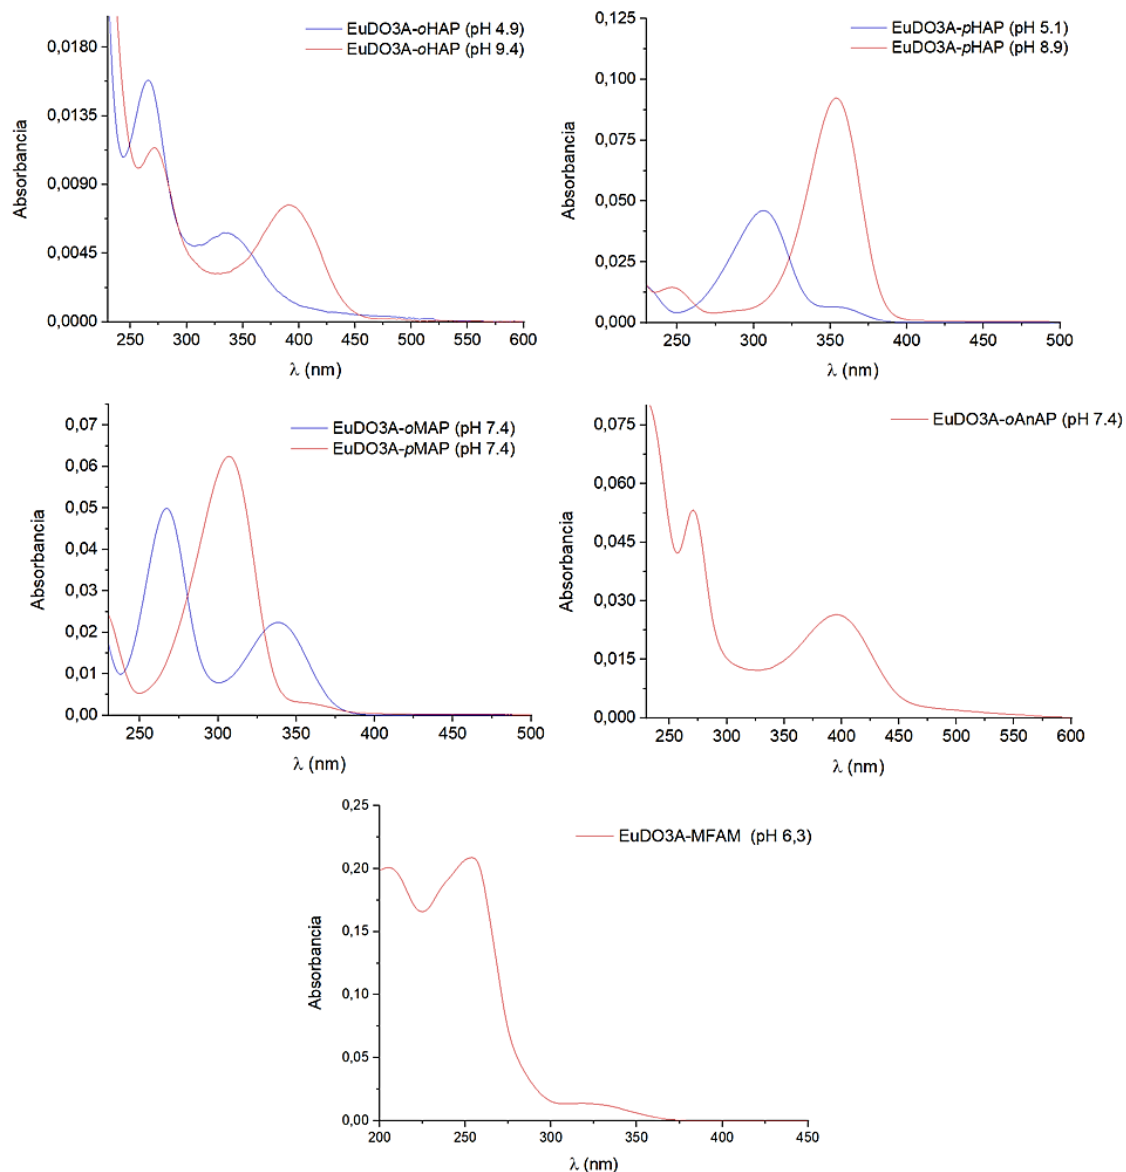 EuDO3A-oHAP (pH 4.9)
EuDO3A-oHAP (pH 9.4)
0,0180
0,0135
0,0090
0,0045
0,0000
Absorbancia
250 300 350 400 450 500 550 600
λ (nm)
EuDO3A-pHAP (pH 5.1)
EuDO3A-pHAP (pH 8.9)
0,125
0,100
0,075
0,050
0,025
0,000
Absorbancia
250 300 350 400 450 500
λ (nm)
EuDO3A-oMAP (pH 7.4)
EuDO3A-pMAP (pH 7.4)
0,07
0,06
0,05
0,04
0,03
0,02
0,01
0,00
Absorbancia
250 300 350 400 450 500
λ (nm)
EuDO3A-oAnAP (pH 7.4)
0,075
0,060
0,045
0,030
0,015
0,000
Absorbancia
250 300 350 400 450 500 550 600
λ (nm)
EuDO3A-MFAM (pH 6,3)
0,25
0,20
0,15
0,10
0,05
0,00
Absorbancia
200 250 300 350 400 450
λ (nm)